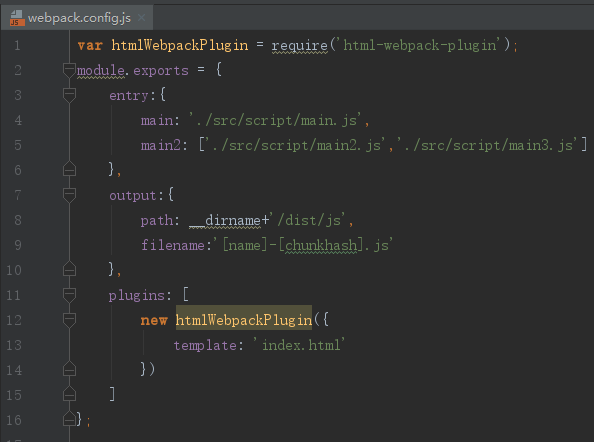 webpack.config.js
1 var htmlWebpackPlugin = require('html-webpack-plugin');
2 module.exports = {
3 entry:{
4 main: './src/script/main.js',
5 main2: ['./src/script/main2.js','./src/script/main3.js']
6 },
7 output:{
8 path: __dirname+'/dist/js',
9 filename:'[name]-[chunkhash].js'
10 },
11 plugins: [
12 new htmlWebpackPlugin({
13 template: 'index.html'
14 })
15 ]
16 };